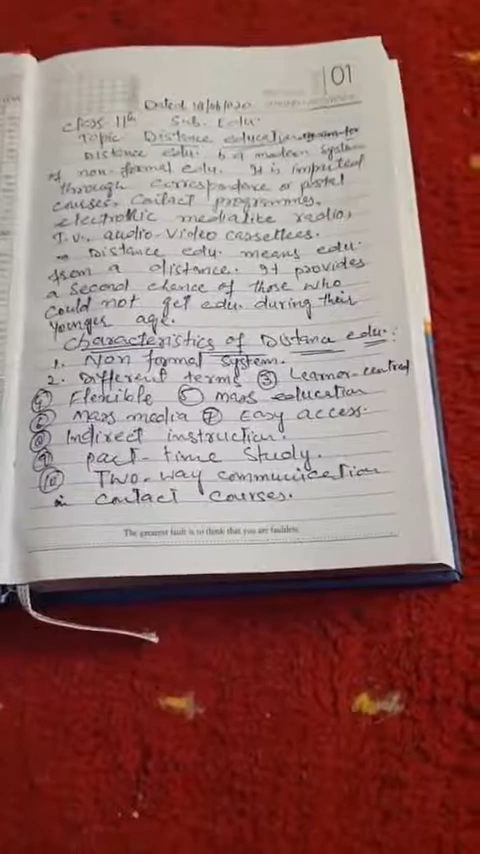 01
Dated 18/06/2020
Class 11th Sub. Edu.
Topic Distance education
Distance edu. is a modern system
of non-formal edu. It is imparted
through correspondance or postel
courses, Contact programmes,
electronic media like radio,
T.V., audio-Video cassettees.
→ Distance edu. means edu.
from a distance. It provides
a second chance of those who
could not get edu. during their
younger age.
Characteristics of Distance edu.:
1. Non formal system.
2. Different terms ③ Learner-centred
④ Flexible ⑤ mass education
⑥ Mass media ⑦ Easy access.
⑧ Indirect instruction.
⑨ part-time study.
⑩ Two-way communication
in contact courses.
The greatest fault is to think that you are faultless.